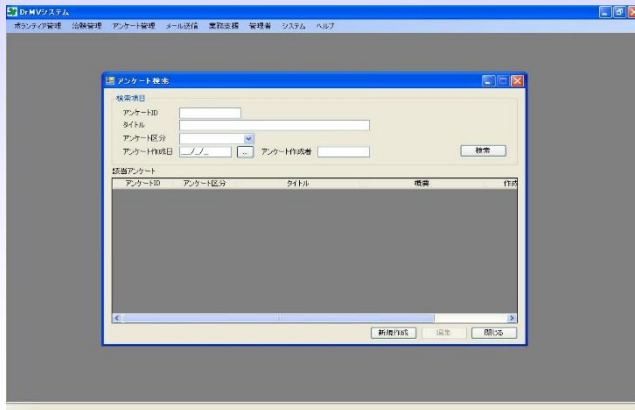 DrMVシステム
ボランティア管理 治験管理 アンケート管理 メール送信 業務支援 管理者 システム ヘルプ
アンケート検索
検索項目
アンケートID
タイトル
アンケート区分
アンケート作成日 __/_/_ ... アンケート作成者 検索
該当アンケート
アンケートID アンケート区分 タイトル 概要 作成
新規作成 編集 閉じる